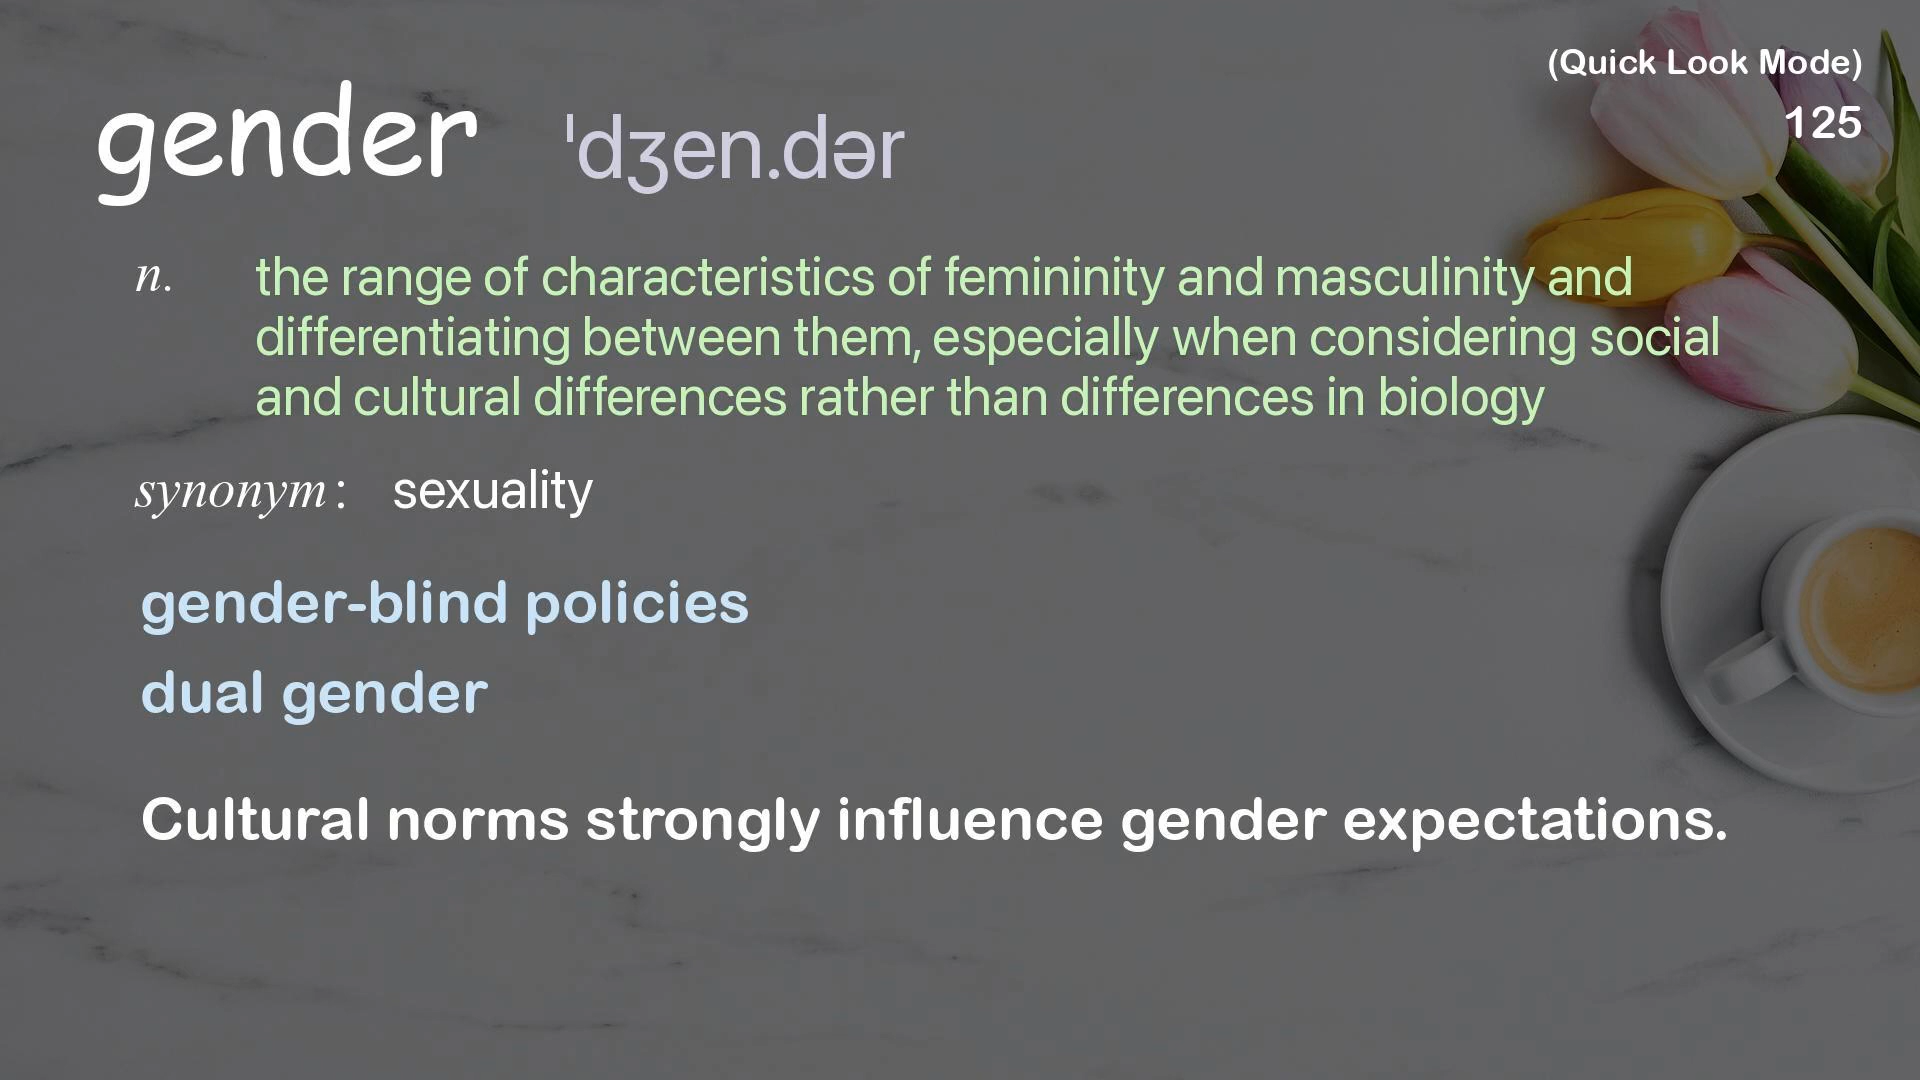 (Quick Look Mode)
125
gender ˈdʒen.dər
n. the range of characteristics of femininity and masculinity and
differentiating between them, especially when considering social
and cultural differences rather than differences in biology
synonym: sexuality
gender-blind policies
dual gender
Cultural norms strongly influence gender expectations.